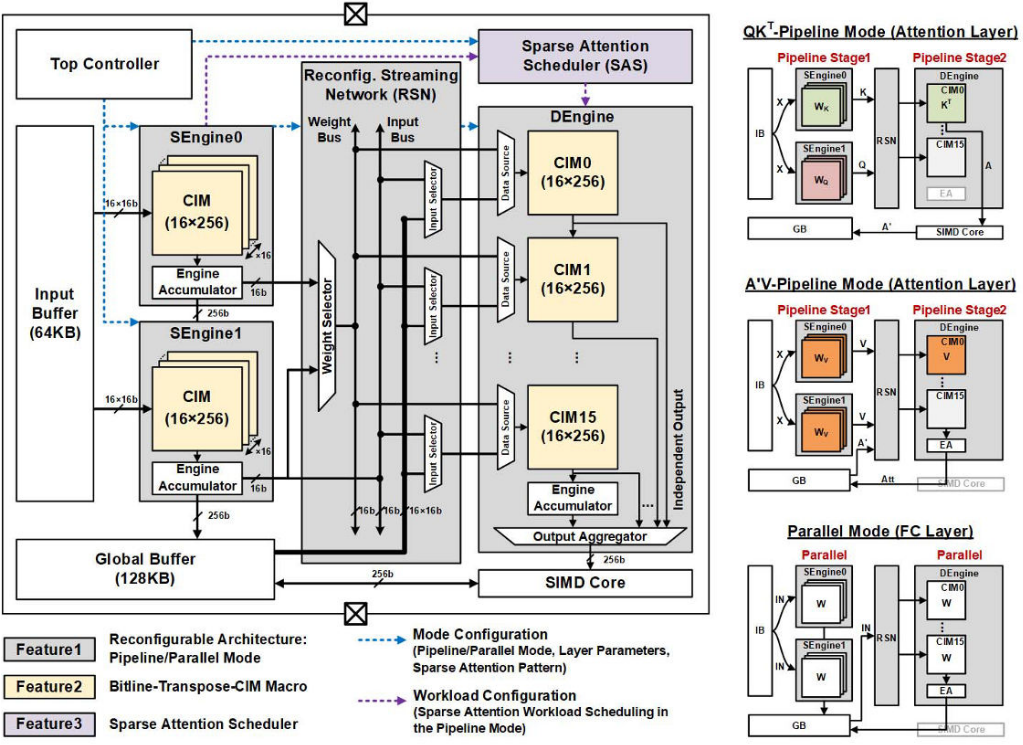 Top Controller
Sparse Attention
Scheduler (SAS)
Reconfig. Streaming
Network (RSN)
Weight
Bus
Input
Bus
DEngine
SEngine0
CIM
(16×256)
16×16b
×16
Engine
Accumulator
16b
256b
Input
Buffer
(64KB)
SEngine1
CIM
(16×256)
16×16b
×16
Engine
Accumulator
16b
256b
Weight Selector
Input Selector
Data Source
CIM0
(16×256)
Input Selector
Data Source
CIM1
(16×256)
⋮
⋮
⋮
Input Selector
Data Source
CIM15
(16×256)
Independent Output
16b
16b
16×16b
Engine
Accumulator
...
Output Aggregator
256b
Global Buffer
(128KB)
256b
SIMD Core
Feature1
Reconfigurable Architecture:
Pipeline/Parallel Mode
Feature2
Bitline-Transpose-CIM Macro
Feature3
Sparse Attention Scheduler
Mode Configuration
(Pipeline/Parallel Mode, Layer Parameters,
Sparse Attention Pattern)
Workload Configuration
(Sparse Attention Workload Scheduling in
the Pipeline Mode)
QKᵀ-Pipeline Mode (Attention Layer)
Pipeline Stage1
Pipeline Stage2
IB
X
X
SEngine0
W_K
K
SEngine1
W_Q
Q
RSN
DEngine
CIM0
Kᵀ
⋮
CIM15
EA
A
GB
A'
SIMD Core
A'V-Pipeline Mode (Attention Layer)
Pipeline Stage1
Pipeline Stage2
IB
X
X
SEngine0
W_V
V
SEngine1
W_V
V
A'
RSN
DEngine
CIM0
V
⋮
CIM15
EA
GB
Att
SIMD Core
Parallel Mode (FC Layer)
Parallel
Parallel
IB
IN
IN
SEngine0
W
SEngine1
W
IN
RSN
DEngine
CIM0
W
⋮
CIM15
W
EA
GB
SIMD Core